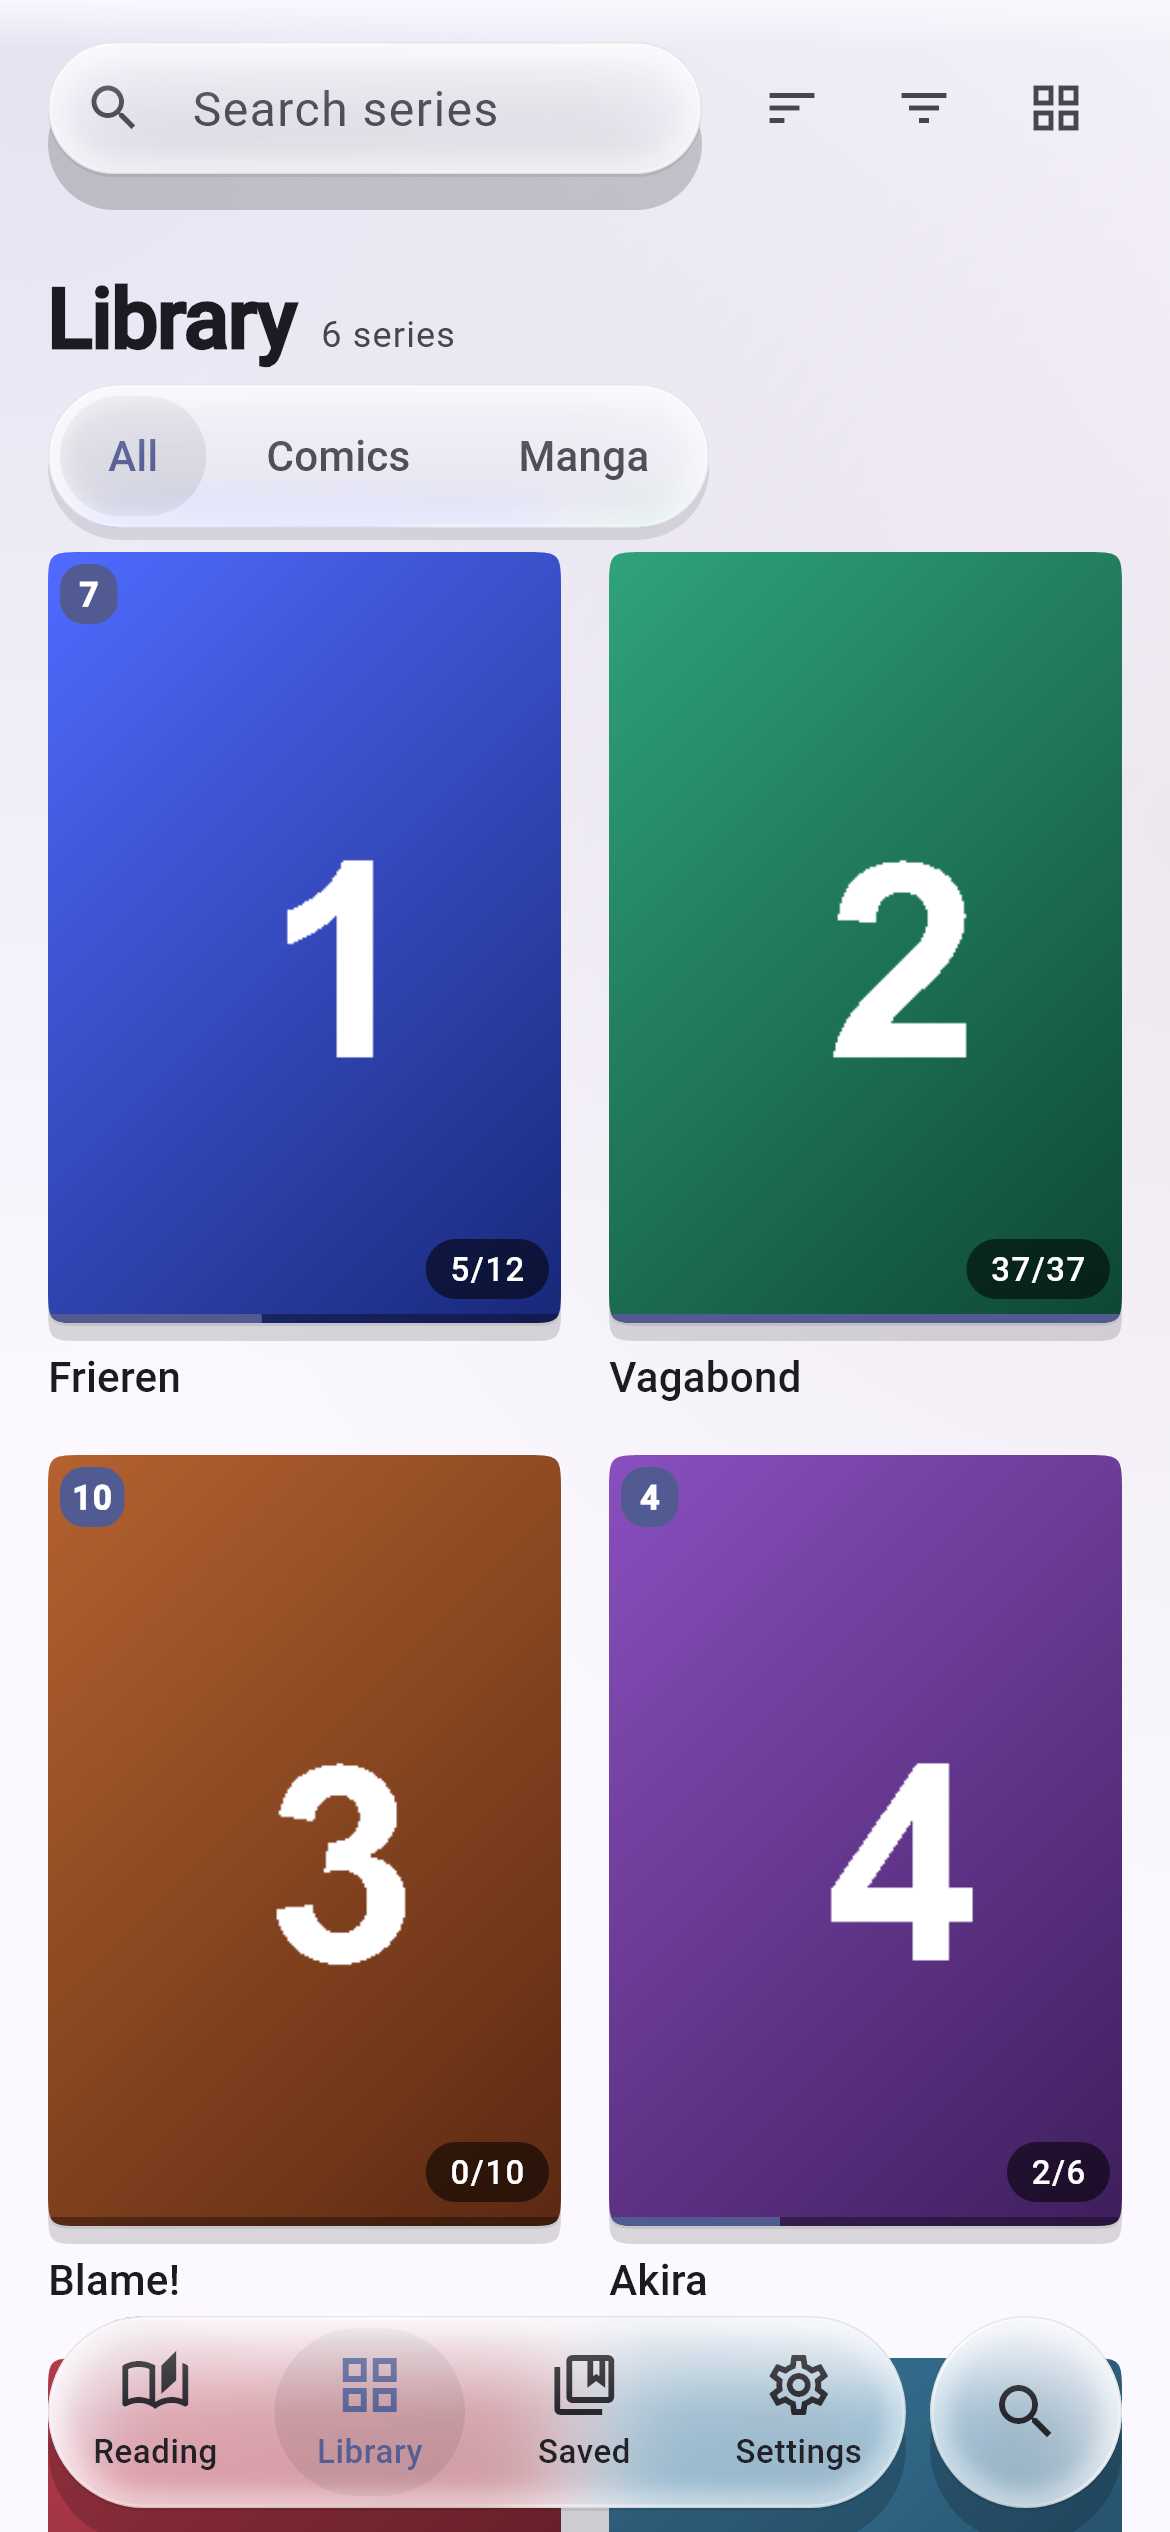 Search series
Library 6 series
All Comics Manga
7
1
2
5/12
37/37
Frieren
Vagabond
10
4
3
4
0/10
2/6
Blame!
Akira
Reading Library Saved Settings